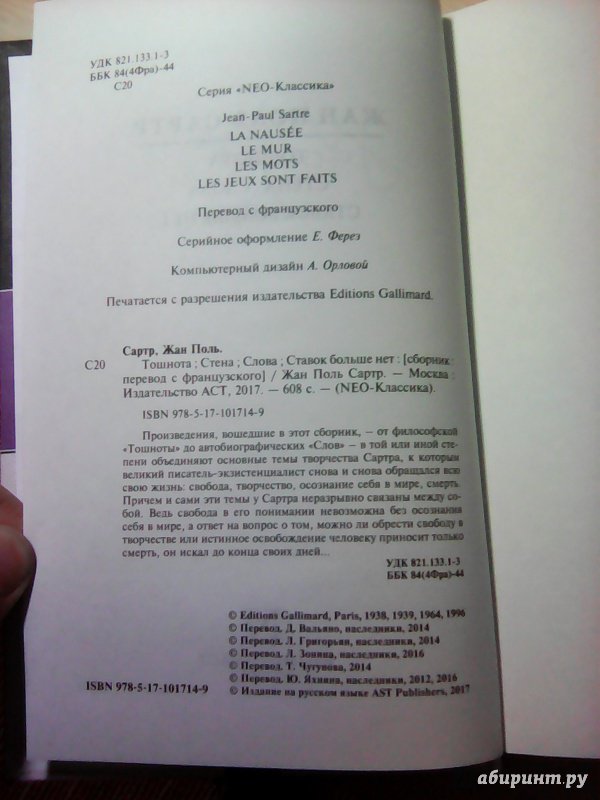 УДК 821.133.1-3
ББК 84(4Фра)-44
С20
Серия «NEO-Классика»
Jean-Paul Sartre
LA NAUSÉE
LE MUR
LES MOTS
LES JEUX SONT FAITS
Перевод с французского
Серийное оформление Е. Ферез
Компьютерный дизайн А. Орловой
Печатается с разрешения издательства Editions Gallimard.
Сартр, Жан Поль.
С20 Тошнота ; Стена ; Слова ; Ставок больше нет : [сборник :
перевод с французского] / Жан Поль Сартр. — Москва :
Издательство АСТ, 2017. — 608 с. — (NEO-Классика).
ISBN 978-5-17-101714-9
Произведения, вошедшие в этот сборник, — от философской
«Тошноты» до автобиографических «Слов» — в той или иной сте-
пени объединяют основные темы творчества Сартра, к которым
великий писатель-экзистенциалист снова и снова обращался всю
свою жизнь: свобода, творчество, осознание себя в мире, смерть.
Причем и сами эти темы у Сартра неразрывно связаны между со-
бой. Ведь свобода в его понимании невозможна без осознания
себя в мире, а ответ на вопрос о том, можно ли обрести свободу в
творчестве или истинное освобождение человеку приносит только
смерть, он искал до конца своих дней...
УДК 821.133.1-3
ББК 84(4Фра)-44
© Editions Gallimard, Paris, 1938, 1939, 1964, 1996
© Перевод. Д. Вальяно, наследники, 2014
© Перевод. Л. Григорьян, наследники, 2014
© Перевод. Л. Зонина, наследники, 2016
© Перевод. Т. Чугунова, 2014
© Перевод. Ю. Яхнина, наследники, 2012, 2016
ISBN 978-5-17-101714-9 © Издание на русском языке AST Publishers, 2017
абиринт.ру